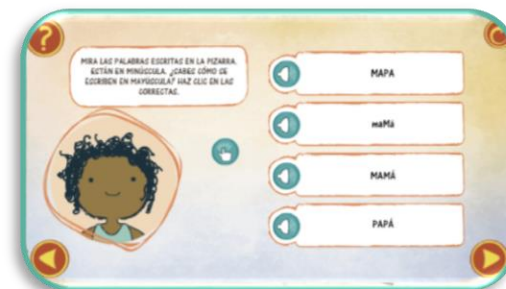 ?
MIRA LAS PALABRAS ESCRITAS EN LA PIZARRA.
ESTÁN EN MINÚSCULA. ¿SABES CÓMO SE
ESCRIBEN EN MAYÚSCULA? HAZ CLIC EN LAS
CORRECTAS.
MAPA
maMá
MAMÁ
PAPÁ